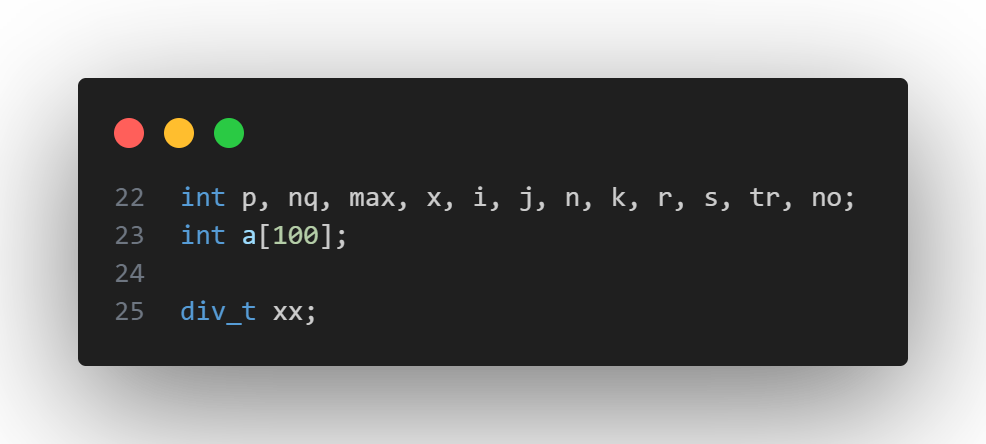 22 int p, nq, max, x, i, j, n, k, r, s, tr, no;
23 int a[100];
24
25 div_t xx;